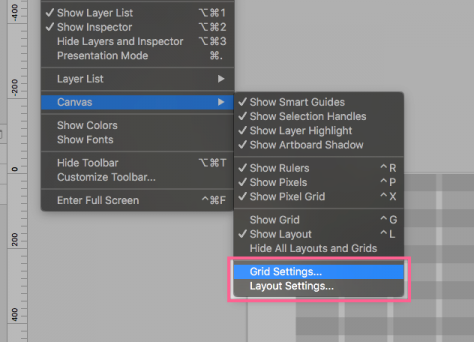 -400
-200
0
200
400
Show Layer List ⌥⌘1
Show Inspector ⌥⌘2
Hide Layers and Inspector ⌥⌘3
Presentation Mode ⌘.
Layer List
Canvas
Show Colors
Show Fonts
Hide Toolbar ⌥⌘T
Customize Toolbar...
Enter Full Screen ^⌘F
Show Smart Guides
Show Selection Handles
Show Layer Highlight
Show Artboard Shadow
Show Rulers ^R
Show Pixels ^P
Show Pixel Grid ^X
Show Grid ^G
Show Layout ^L
Hide All Layouts and Grids
Grid Settings...
Layout Settings...